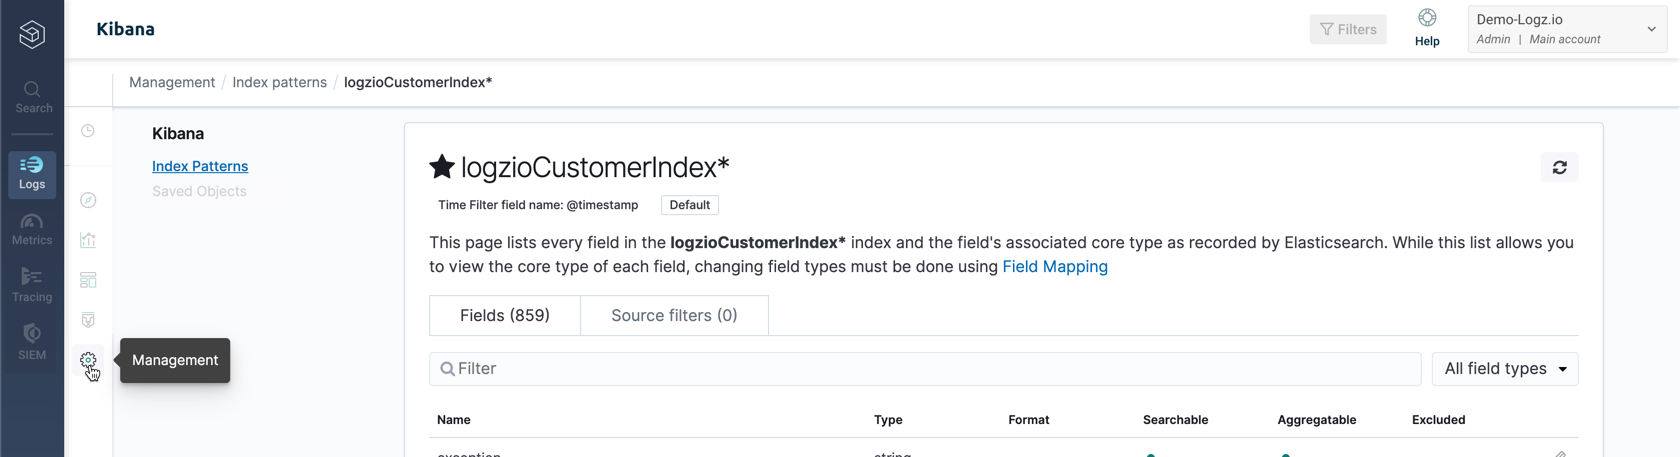 Kibana
Filters
Help
Demo-Logz.io
Admin | Main account
Search
Logs
Metrics
Tracing
SIEM
Management / Index patterns / logzioCustomerIndex*
Kibana
Index Patterns
Saved Objects
Management
logzioCustomerIndex*
Time Filter field name: @timestamp Default
This page lists every field in the logzioCustomerIndex* index and the field's associated core type as recorded by Elasticsearch. While this list allows you
to view the core type of each field, changing field types must be done using Field Mapping
Fields (859) Source filters (0)
Filter All field types
Name Type Format Searchable Aggregatable Excluded
exception string